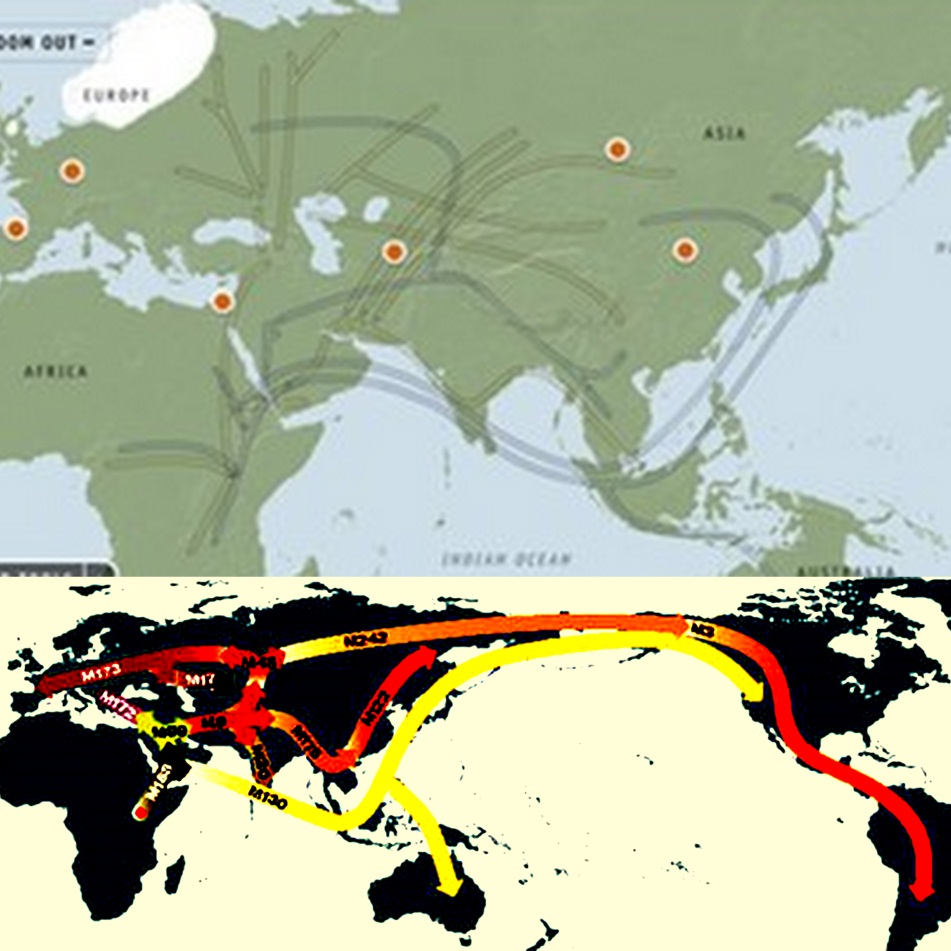 OOM OUT –
EUROPE
ASIA
AFRICA
INDIAN OCEAN
AUSTRALIA
M242
M3
M173
M17
M45
M172
M89
M9
M122
M175
M168
M130